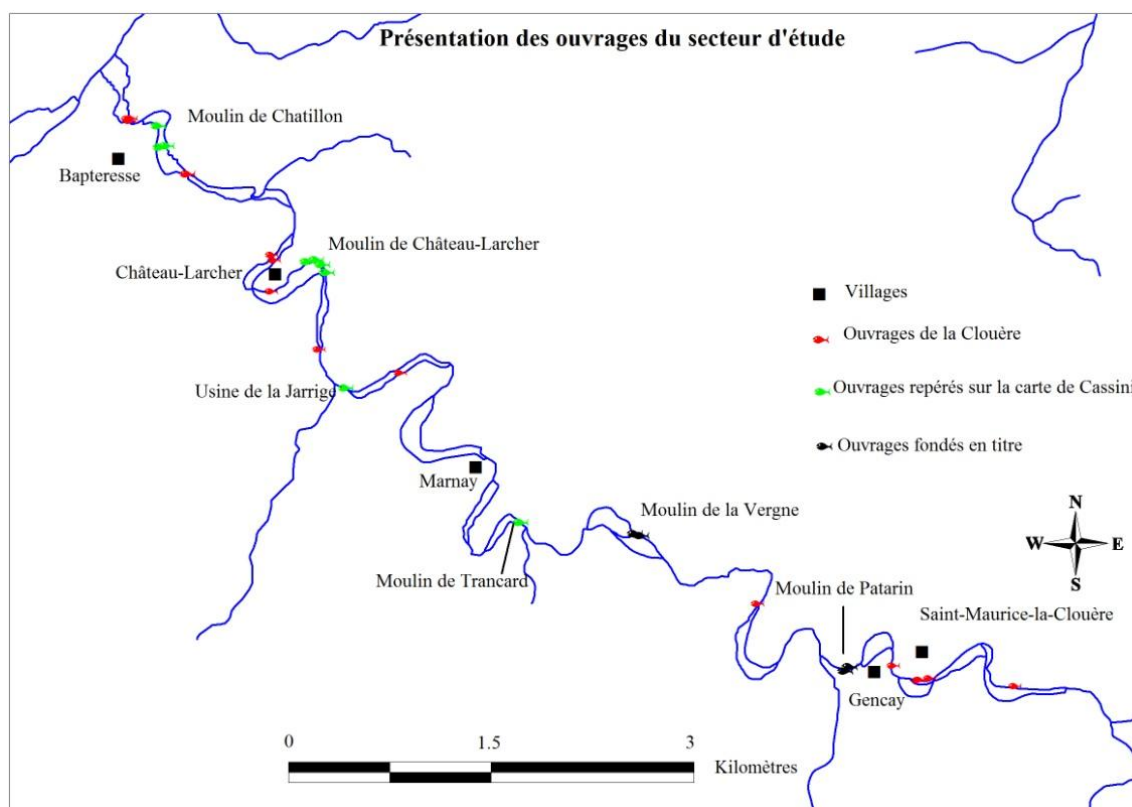 Présentation des ouvrages du secteur d'étude
Moulin de Chatillon
Bapteresse
Moulin de Château-Larcher
Château-Larcher
Villages
Ouvrages de la Clouère
Usine de la Jarrige
Ouvrages repérés sur la carte de Cassini
Ouvrages fondés en titre
Marnay
Moulin de la Vergne
N
W
E
S
Moulin de Trancard
Moulin de Patarin
Saint-Maurice-la-Clouère
Gencay
0 1.5 3
Kilomètres